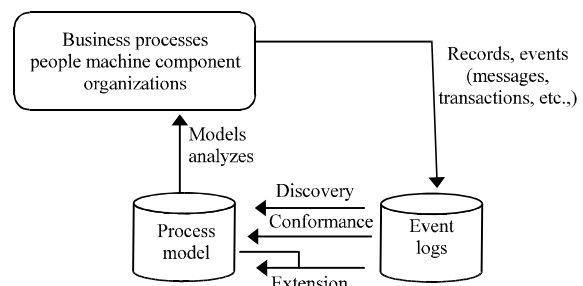 Business processes
people machine component
organizations
Records, events
(messages,
transactions, etc.,)
Models
analyzes
Discovery
Conformance
Extension
Process
model
Event
logs